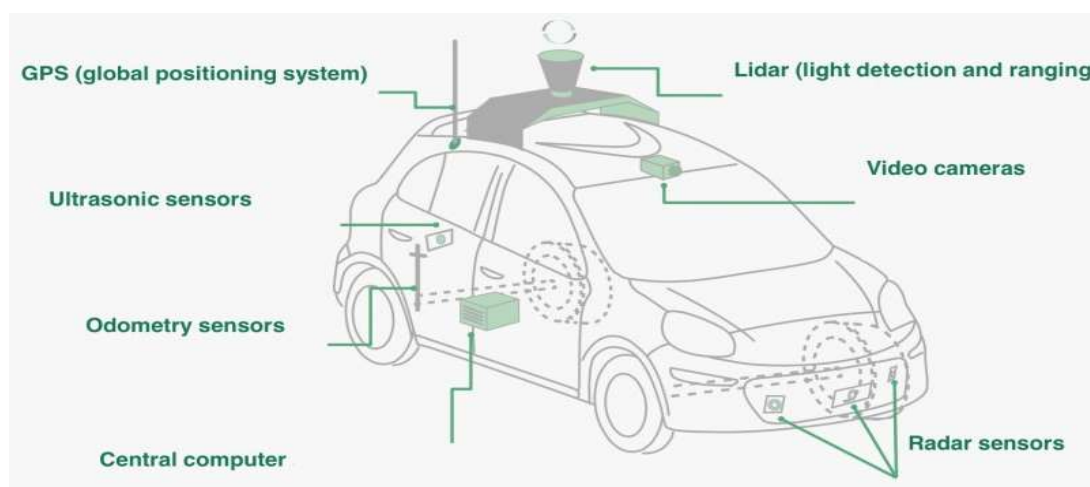 GPS (global positioning system)
Lidar (light detection and ranging
Video cameras
Ultrasonic sensors
Odometry sensors
Radar sensors
Central computer